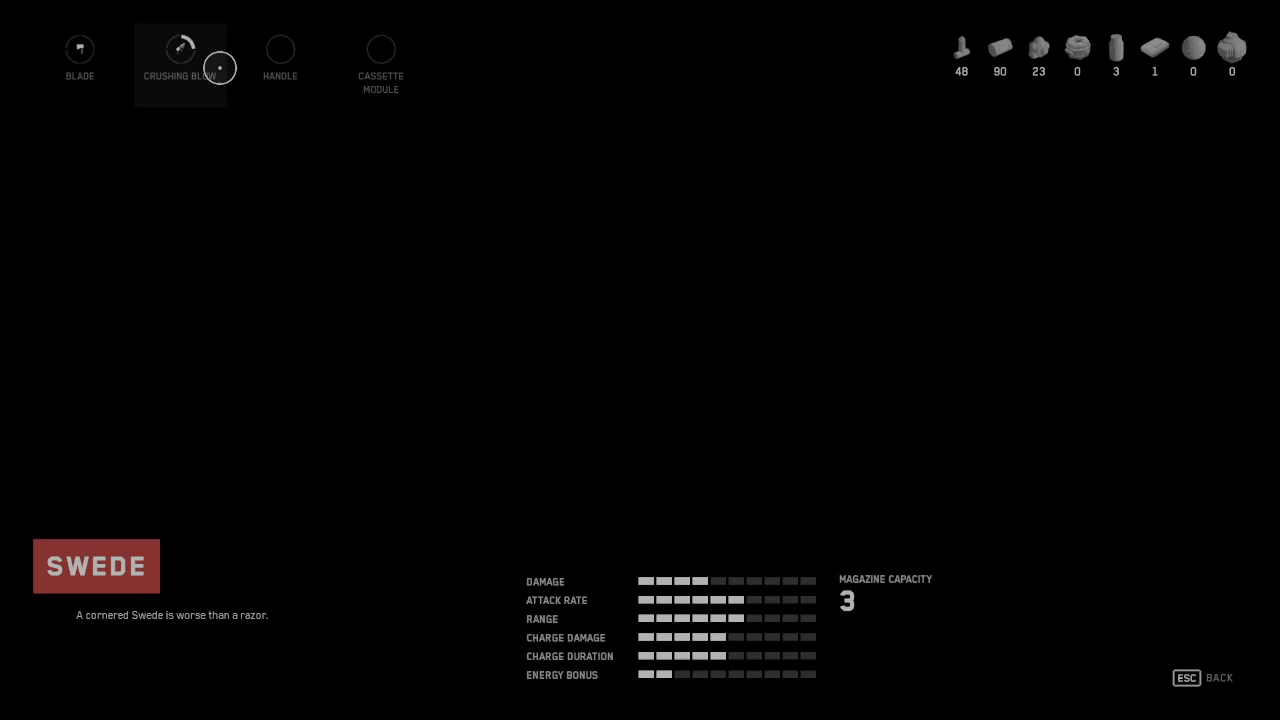 BLADE
CRUSHING BLOW
HANDLE
CASSETTE
MODULE
48 90 23 0 3 1 0 0
SWEDE
A cornered Swede is worse than a razor.
DAMAGE
ATTACK RATE
RANGE
CHARGE DAMAGE
CHARGE DURATION
ENERGY BONUS
MAGAZINE CAPACITY
3
ESC BACK